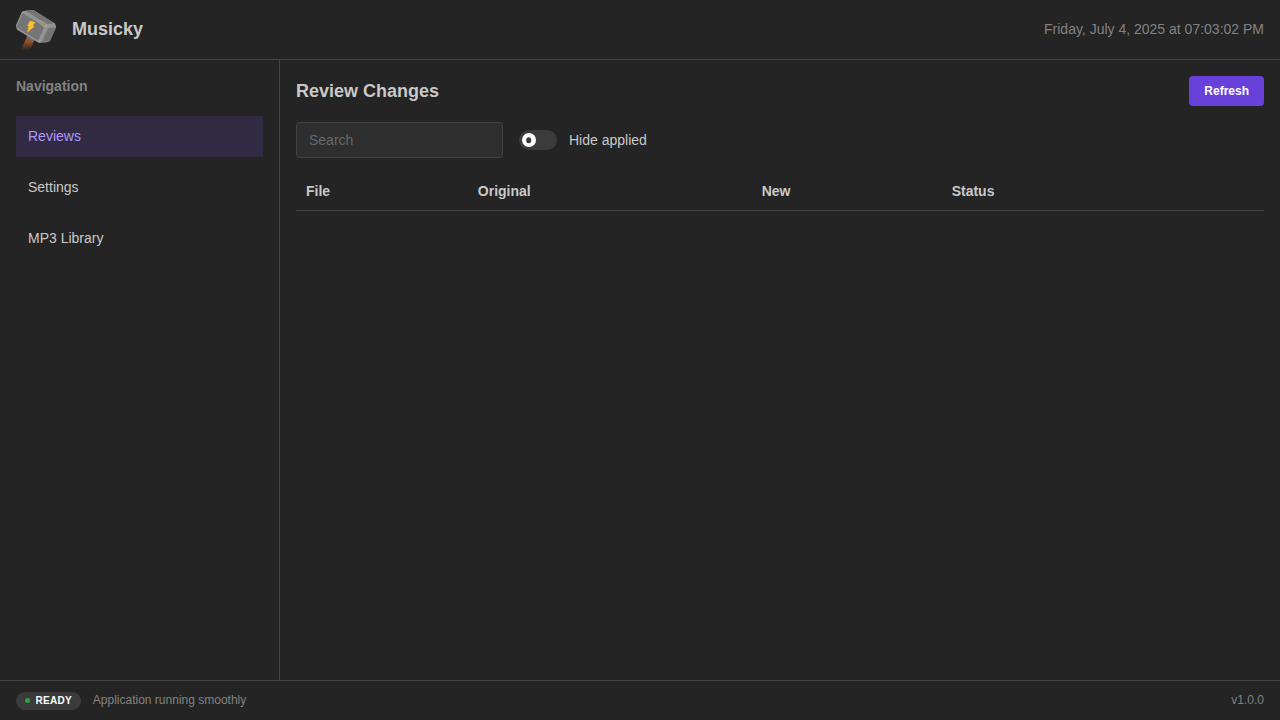 Musicky
Friday, July 4, 2025 at 07:03:02 PM
Navigation
Reviews
Settings
MP3 Library
Review Changes
Refresh
Search
Hide applied
File Original New Status
READY
Application running smoothly
v1.0.0